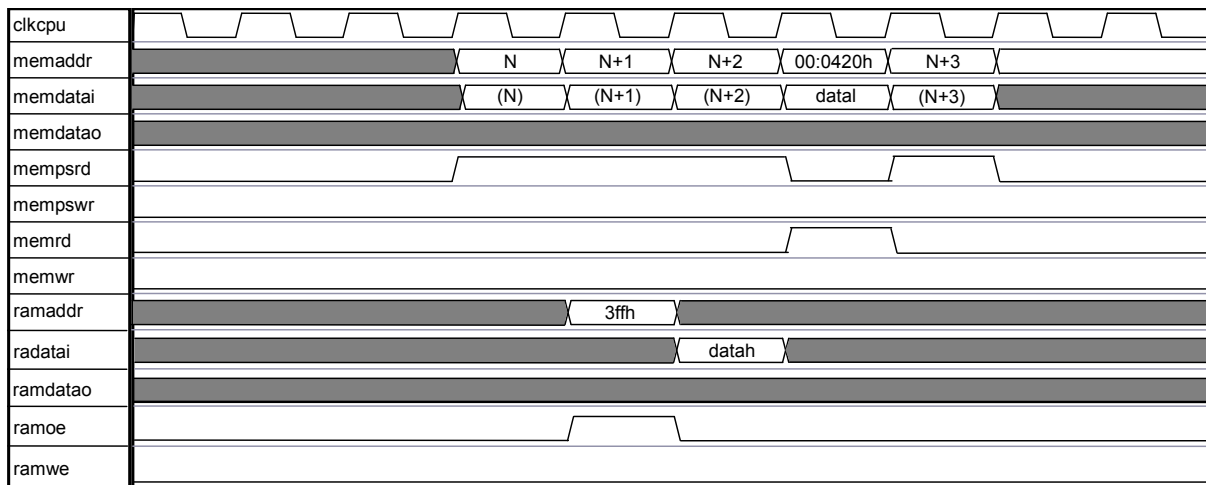 clkcpu
memaddr N N+1 N+2 00:0420h N+3
memdatai (N) (N+1) (N+2) datal (N+3)
memdatao
mempsrd
mempswr
memrd
memwr
ramaddr 3ffh
radatai datah
ramdatao
ramoe
ramwe